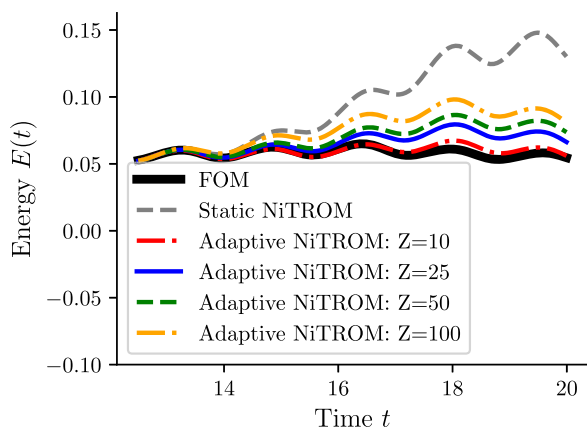 0.15
0.10
0.05
0.00
−0.05
−0.10
Energy E(t)
FOM
Static NiTROM
Adaptive NiTROM: Z=10
Adaptive NiTROM: Z=25
Adaptive NiTROM: Z=50
Adaptive NiTROM: Z=100
14 16 18 20
Time t